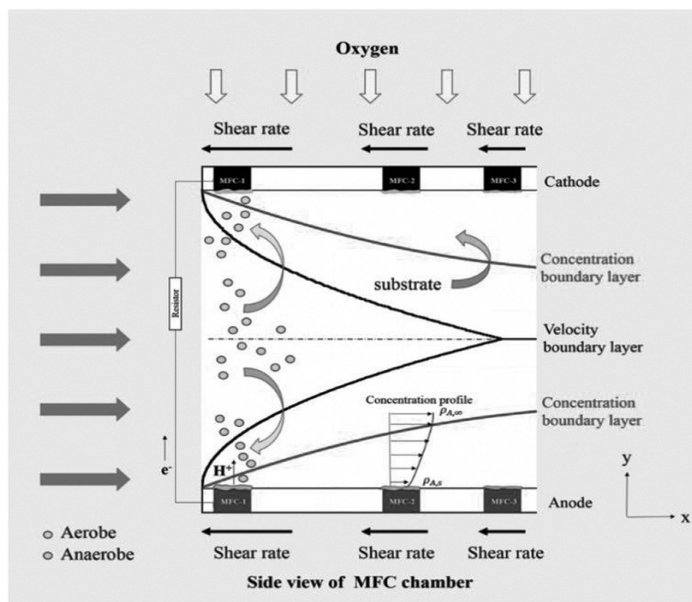 Oxygen
Shear rate Shear rate Shear rate
MFC-1 MFC-2 MFC-3
Cathode
Concentration
boundary layer
substrate
Resistor
Velocity
boundary layer
Concentration profile
ρA,∞
Concentration
boundary layer
H⁺
e⁻
ρA,s
MFC-1 MFC-2 MFC-3
Anode
y
x
Aerobe
Anaerobe
Shear rate Shear rate Shear rate
Side view of MFC chamber